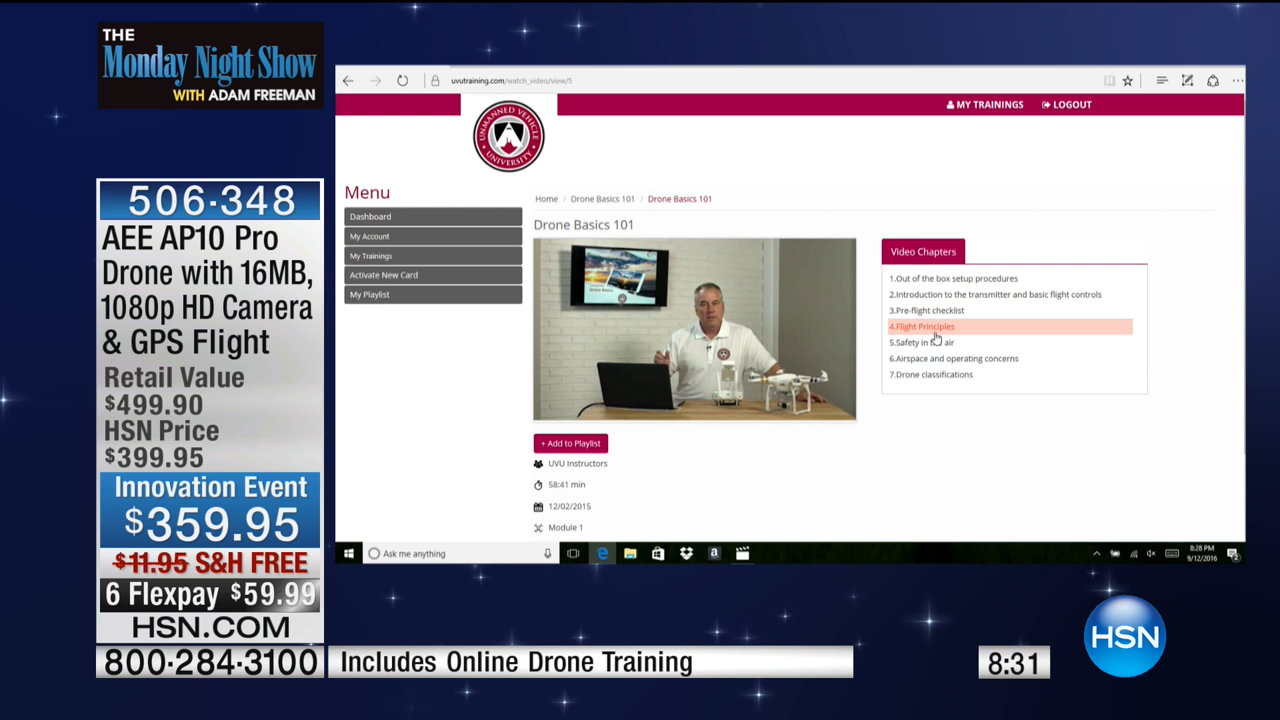 THE
Monday Night Show
WITH ADAM FREEMAN
506-348
AEE AP10 Pro
Drone with 16MB,
1080p HD Camera
& GPS Flight
Retail Value
$499.90
HSN Price
$399.95
Innovation Event
$359.95
$11.95 S&H FREE
6 Flexpay $59.99
HSN.COM
800-284-3100
uvutraining.com/watch_video/view/5
MY TRAININGS
LOGOUT
UNMANNED VEHICLE
UNIVERSITY
Menu
Dashboard
My Account
My Trainings
Activate New Card
My Playlist
Home / Drone Basics 101 / Drone Basics 101
Drone Basics 101
Video Chapters
1.Out of the box setup procedures
2.Introduction to the transmitter and basic flight controls
3.Pre-flight checklist
4.Flight Principles
5.Safety in air
6.Airspace and operating concerns
7.Drone classifications
+ Add to Playlist
UVU Instructors
58:41 min
12/02/2015
Module 1
Ask me anything
8:28 PM
9/12/2016
Includes Online Drone Training
8:31
HSN